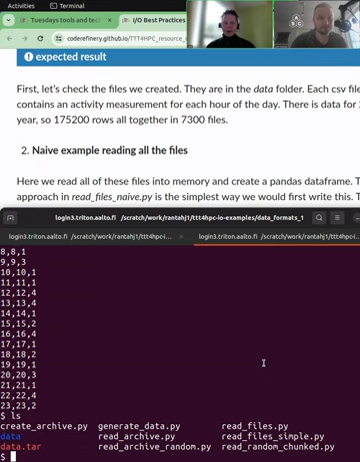 Activities
Terminal
Tuesdays tools and tec
I/O Best Practices
coderefinery.github.io/TTT4HPC_resource_
expected result
First, let's check the files we created. They are in the data folder. Each csv file
contains an activity measurement for each hour of the day. There is data for 2
year, so 175200 rows all together in 7300 files.
2. Naive example reading all the files
Here we read all of these files into memory and create a pandas dataframe. T
approach in read_files_naive.py is the simplest way we would first write this. T
login3.triton.aalto.fi /scratch/work/rantahj1/ttt4hpc-io-examples/data_formats_1
login3.triton.aalto.fi /scratch/work/rantahj1/ttt4hpc-i...
login3.triton.aalto.fi /scratch/work/rantahj1/ttt4hpc-i...
8,8,1
9,9,3
10,10,1
11,11,1
12,12,4
13,13,4
14,14,1
15,15,2
16,16,4
17,17,1
18,18,2
19,19,1
20,20,3
21,21,1
22,22,4
23,23,2
$ ls
create_archive.py generate_data.py read_files.py
data read_archive.py read_files_simple.py
data.tar read_archive_random.py read_random_chunked.py
$